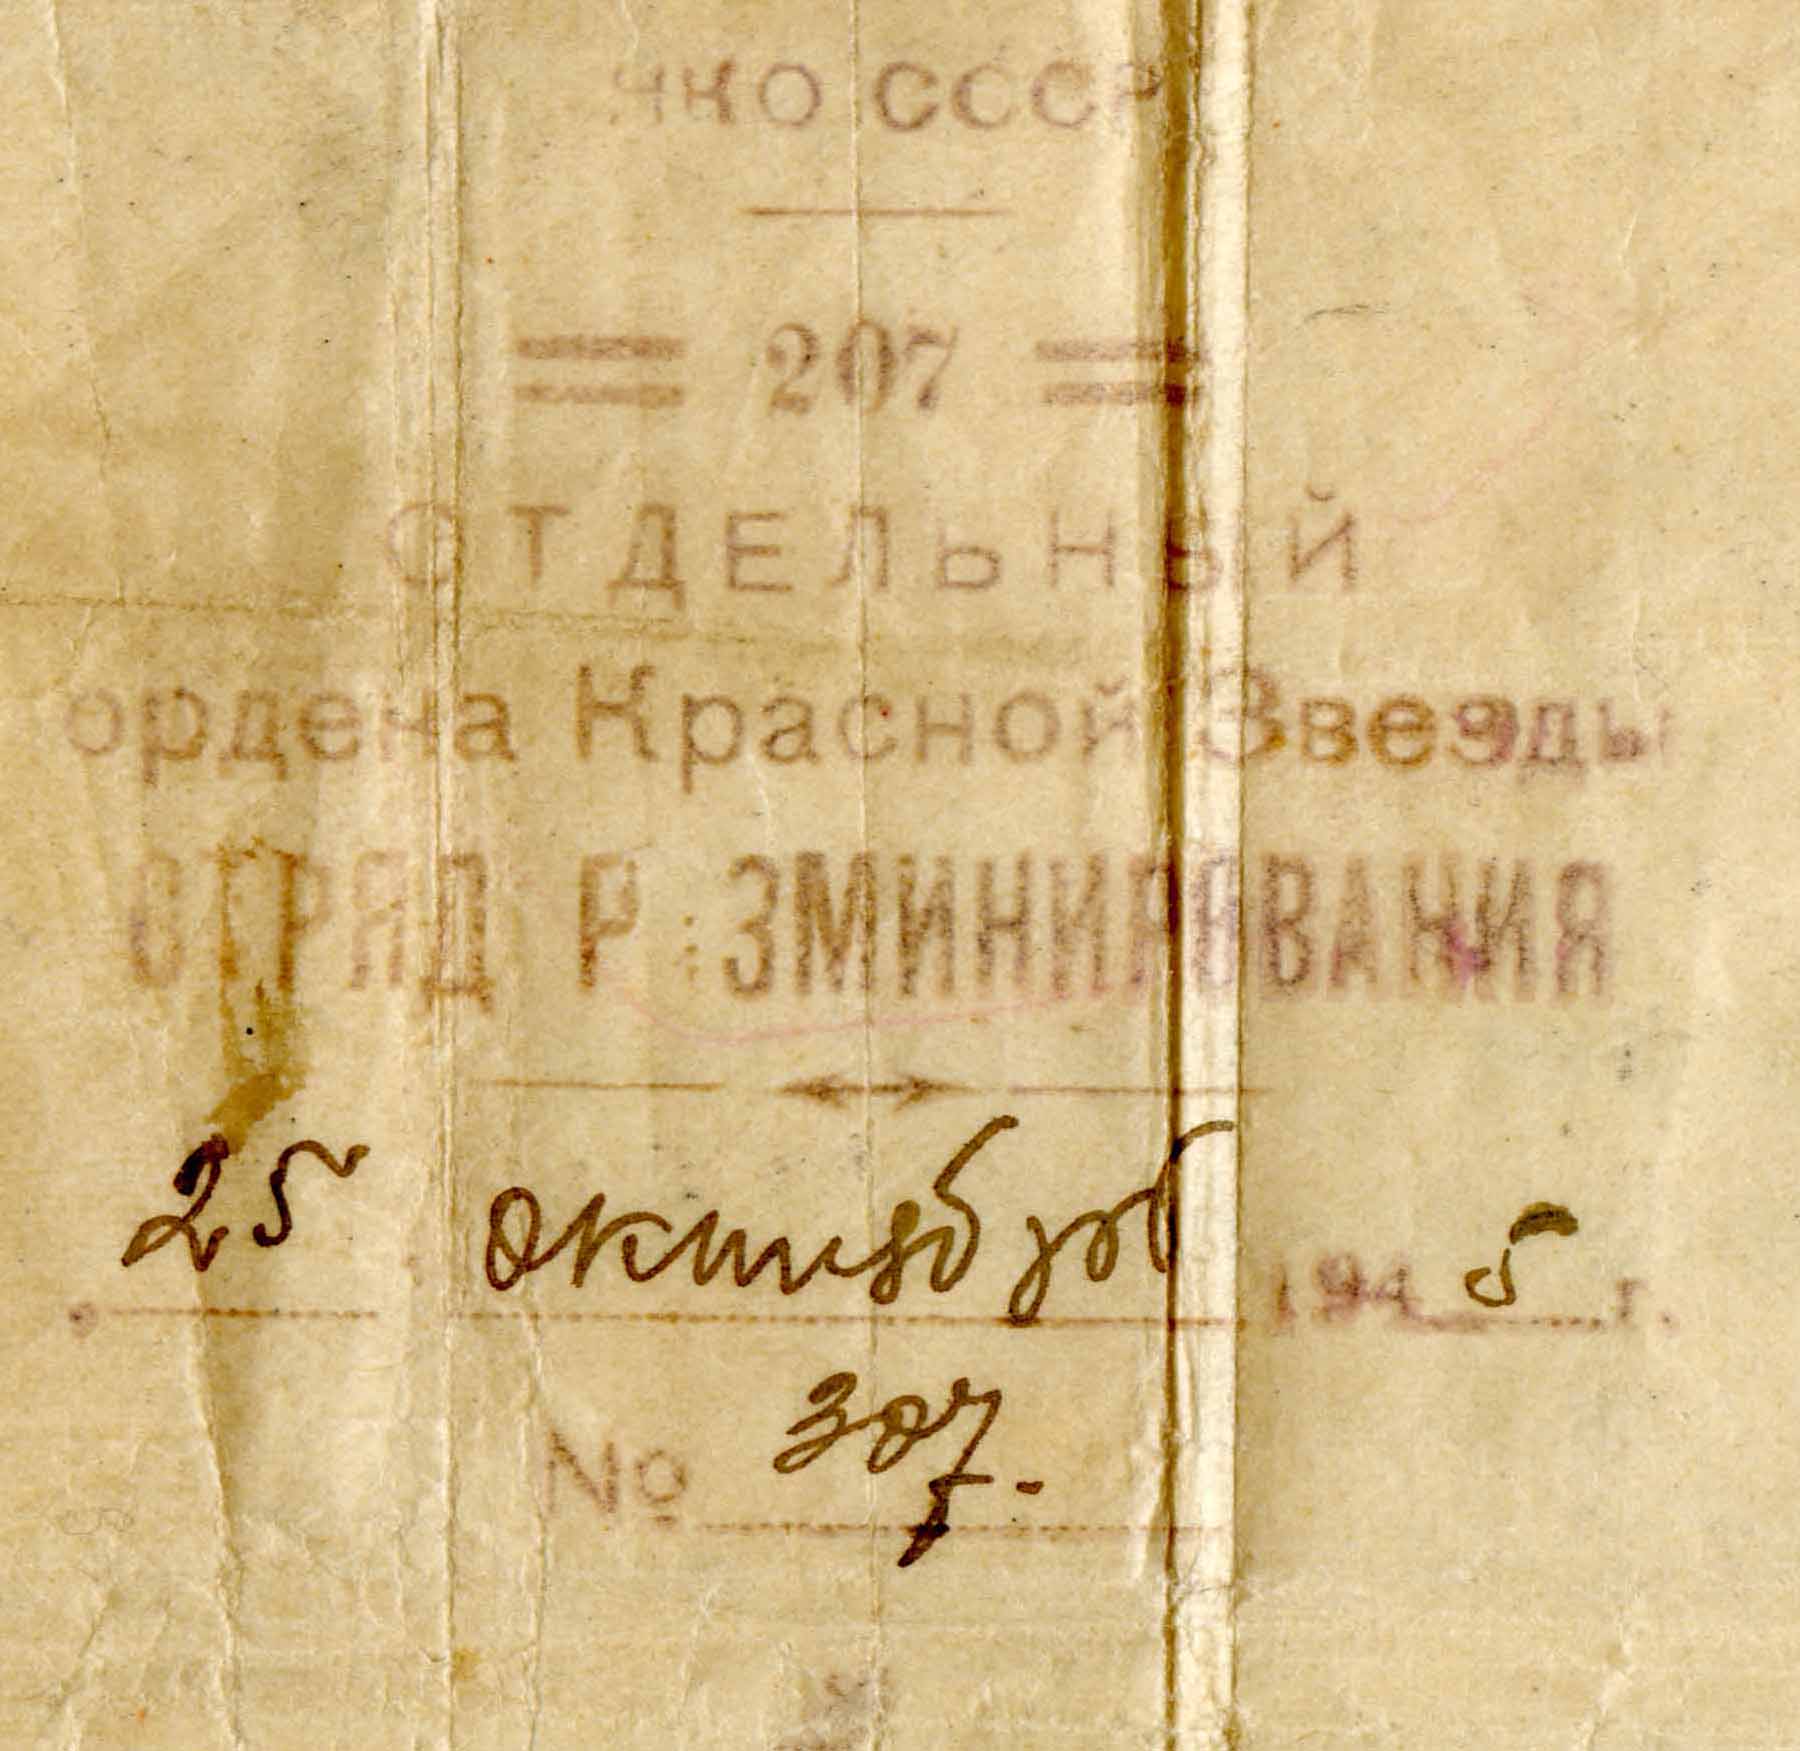 НКО СССР
= 207 =
ОТДЕЛЬНЫЙ
ордена Красной Звезды
ОТРЯД РАЗМИНИРОВАНИЯ
25 октября 1945 г.
№ 307.